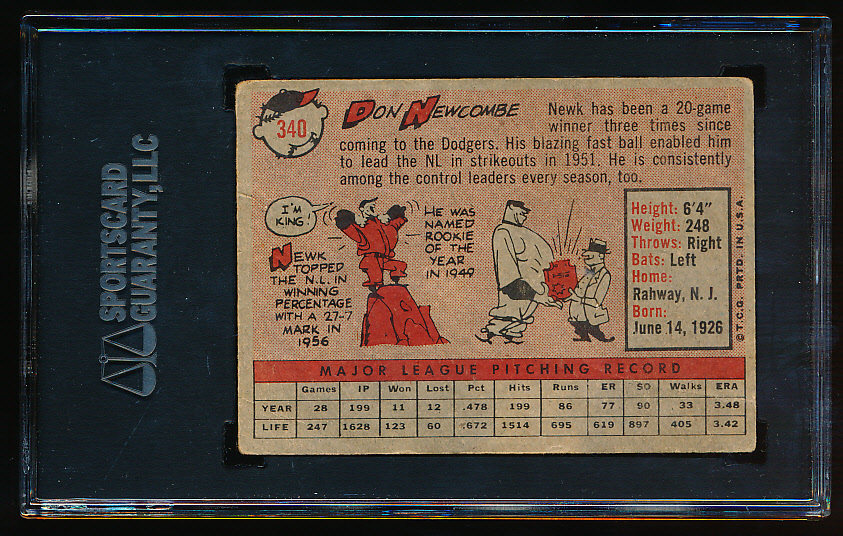 SPORTSCARD
GUARANTY, LLC
340
DON NEWCOMBE
Newk has been a 20-game
winner three times since
coming to the Dodgers. His blazing fast ball enabled him
to lead the NL in strikeouts in 1951. He is consistently
among the control leaders every season, too.
I'M
KING!
NEWK
TOPPED
THE N.L. IN
WINNING
PERCENTAGE
WITH A 27-7
MARK IN
1956
HE WAS
NAMED
ROOKIE
OF THE
YEAR
IN 1949
Height: 6'4"
Weight: 248
Throws: Right
Bats: Left
Home:
Rahway, N. J.
Born:
June 14, 1926
© T.C.G. PRTD. IN U.S.A.
MAJOR LEAGUE PITCHING RECORD
Games IP Won Lost Pct Hits Runs ER SO Walks ERA
YEAR 28 199 11 12 .478 199 86 77 90 33 3.48
LIFE 247 1628 123 60 .672 1514 695 619 897 405 3.42